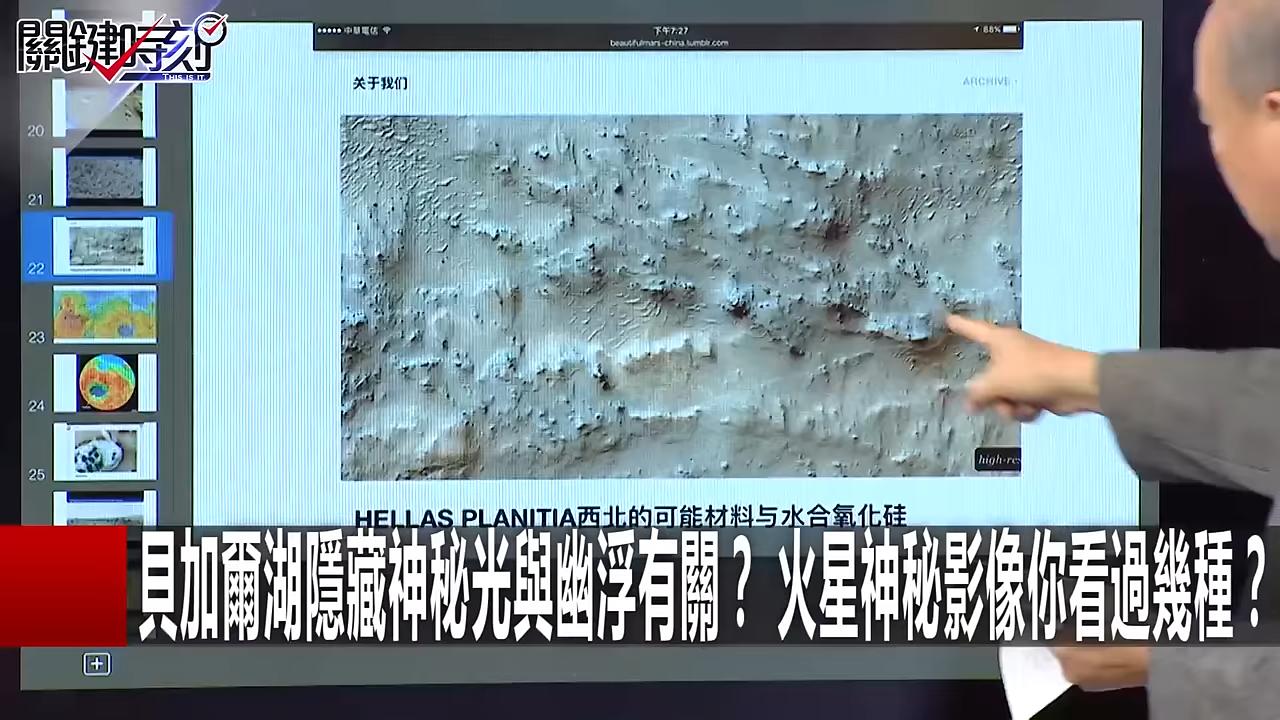 關鍵時刻
THIS IS IT
中華電信
下午7:27
88%
beautifulmars-china.tumblr.com
关于我们
ARCHIVE
20
21
22
23
24
25
high-res
HELLAS PLANITIA西北的可能材料与水合氧化硅
貝加爾湖隱藏神秘光與幽浮有關？ 火星神秘影像你看過幾種？